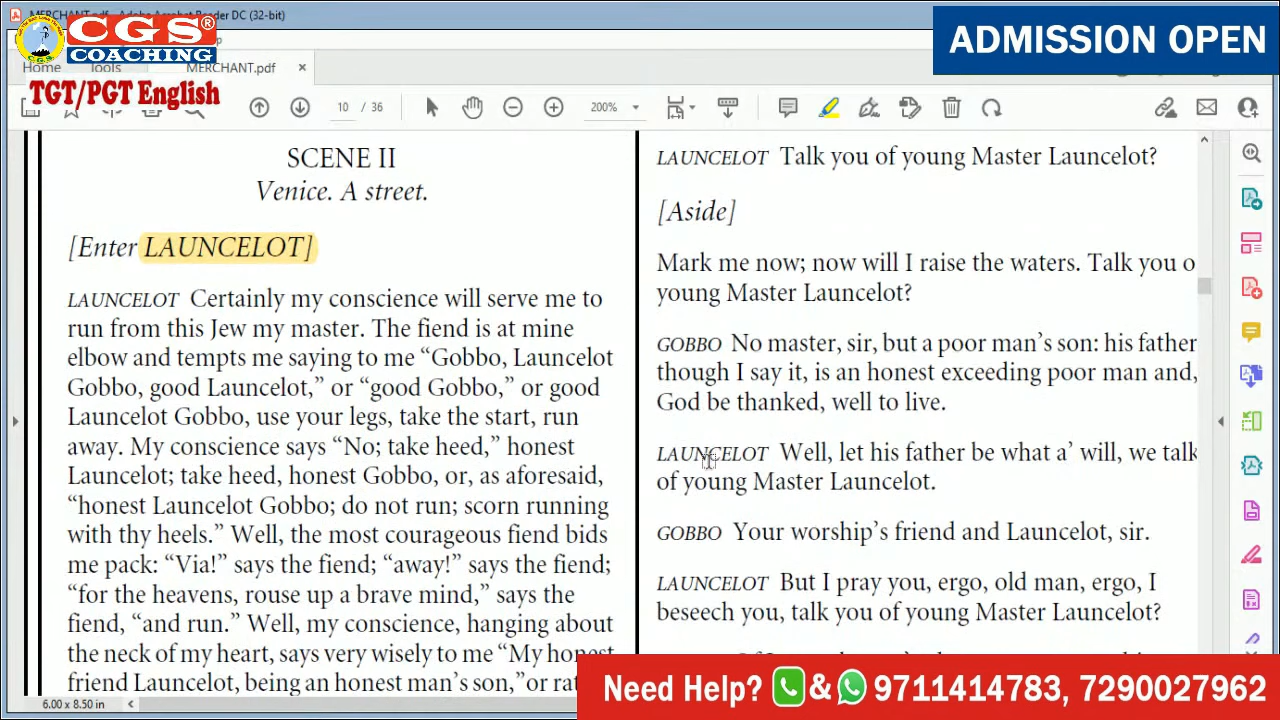 MERCHANT.pdf - Adobe Acrobat Reader DC (32-bit)
CGS®
COACHING
C.G.S.
TGT/PGT English
ADMISSION OPEN
Home Tools MERCHANT.pdf ×
10 / 36 200%
SCENE II
Venice. A street.
[Enter LAUNCELOT]
LAUNCELOT Certainly my conscience will serve me to
run from this Jew my master. The fiend is at mine
elbow and tempts me saying to me “Gobbo, Launcelot
Gobbo, good Launcelot,” or “good Gobbo,” or good
Launcelot Gobbo, use your legs, take the start, run
away. My conscience says “No; take heed,” honest
Launcelot; take heed, honest Gobbo, or, as aforesaid,
“honest Launcelot Gobbo; do not run; scorn running
with thy heels.” Well, the most courageous fiend bids
me pack: “Via!” says the fiend; “away!” says the fiend;
“for the heavens, rouse up a brave mind,” says the
fiend, “and run.” Well, my conscience, hanging about
the neck of my heart, says very wisely to me “My honest
friend Launcelot, being an honest man’s son,”or rat
LAUNCELOT Talk you of young Master Launcelot?
[Aside]
Mark me now; now will I raise the waters. Talk you o
young Master Launcelot?
GOBBO No master, sir, but a poor man’s son: his father
though I say it, is an honest exceeding poor man and,
God be thanked, well to live.
LAUNCELOT Well, let his father be what a’ will, we talk
of young Master Launcelot.
GOBBO Your worship’s friend and Launcelot, sir.
LAUNCELOT But I pray you, ergo, old man, ergo, I
beseech you, talk you of young Master Launcelot?
6.00 x 8.50 in
Need Help? & 9711414783, 7290027962